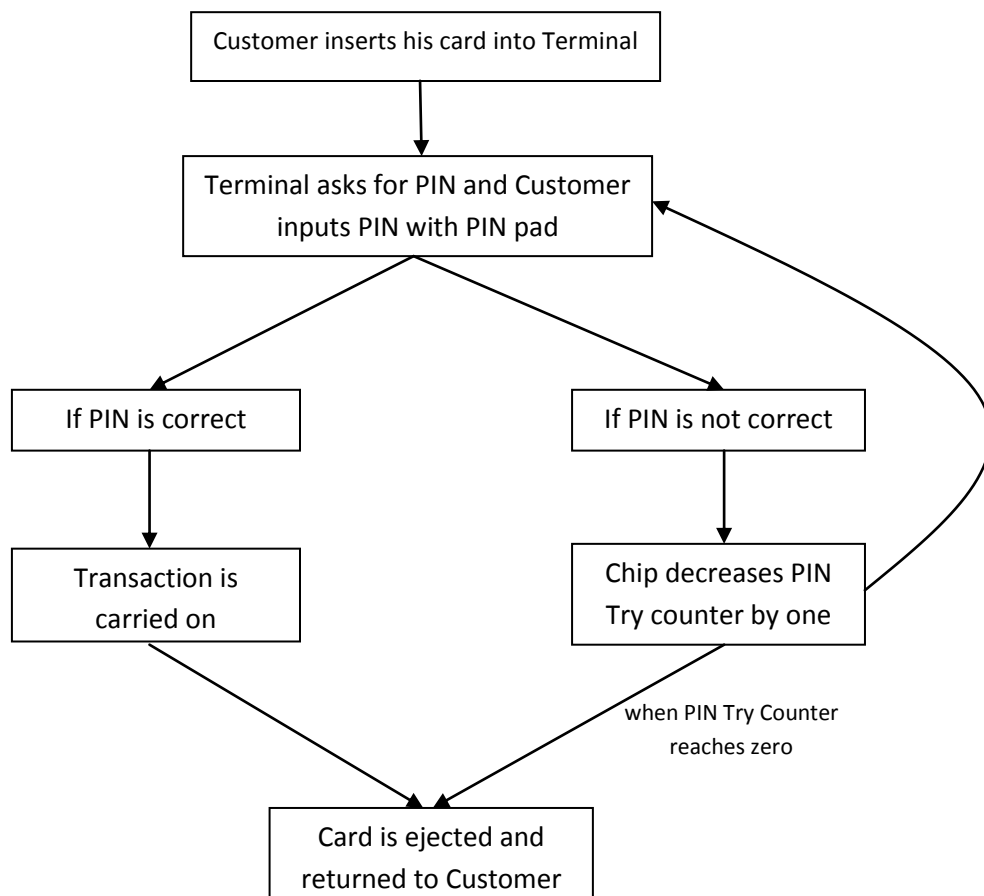 Customer inserts his card into Terminal
Terminal asks for PIN and Customer
inputs PIN with PIN pad
If PIN is correct
If PIN is not correct
Transaction is
carried on
Chip decreases PIN
Try counter by one
when PIN Try Counter
reaches zero
Card is ejected and
returned to Customer